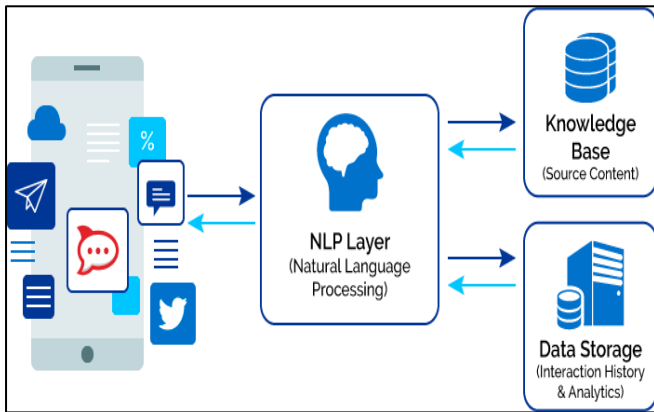 %
NLP Layer
(Natural Language
Processing)
Knowledge
Base
(Source Content)
Data Storage
(Interaction History
& Analytics)